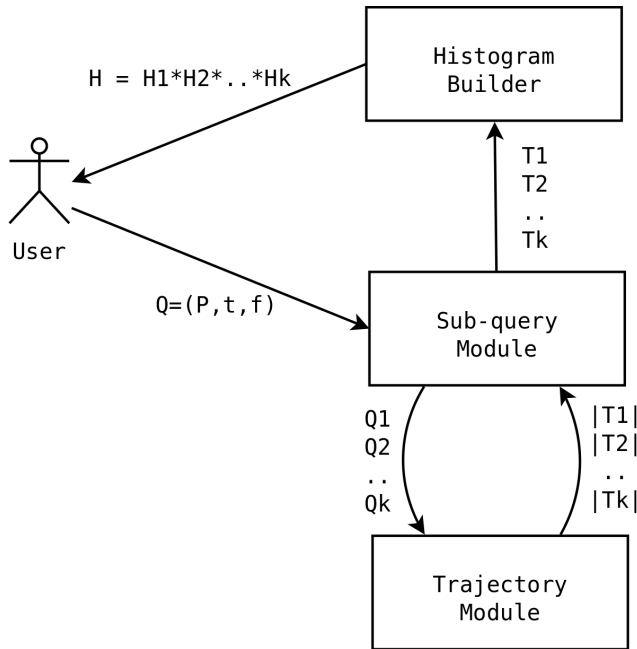 Histogram
Builder
H = H1*H2*..*Hk
T1
T2
..
Tk
User
Q=(P,t,f)
Sub-query
Module
Q1
Q2
..
Qk
|T1|
|T2|
..
|Tk|
Trajectory
Module